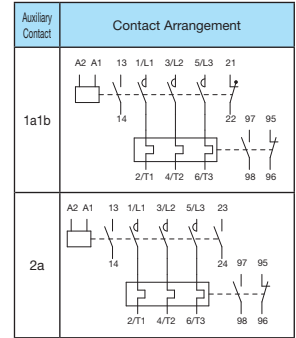 Auxiliary
Contact
Contact Arrangement
1a1b
A2 A1 13 1/L1 3/L2 5/L3 21
14 22 97 95
2/T1 4/T2 6/T3 98 96
2a
A2 A1 13 1/L1 3/L2 5/L3 23
14 24 97 95
2/T1 4/T2 6/T3 98 96